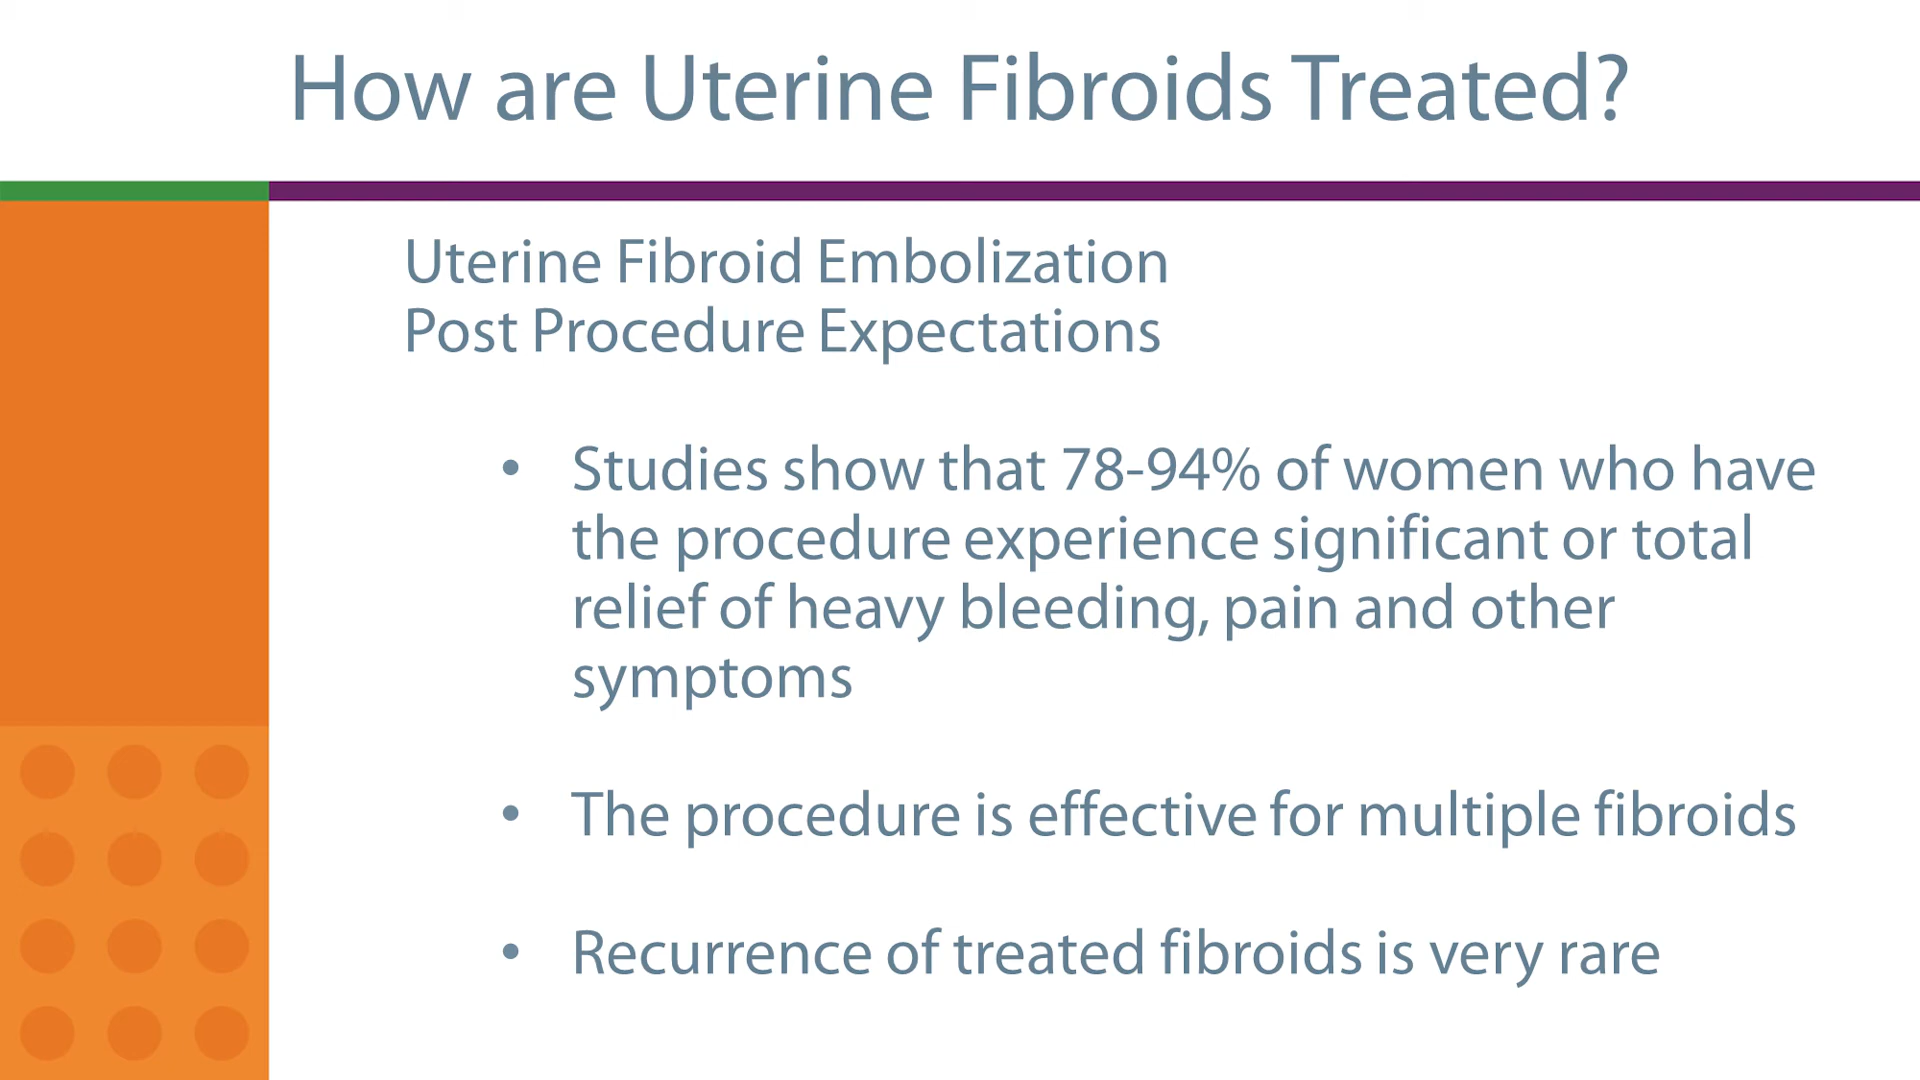 How are Uterine Fibroids Treated?
Uterine Fibroid Embolization
Post Procedure Expectations
• Studies show that 78-94% of women who have
the procedure experience significant or total
relief of heavy bleeding, pain and other
symptoms
• The procedure is effective for multiple fibroids
• Recurrence of treated fibroids is very rare